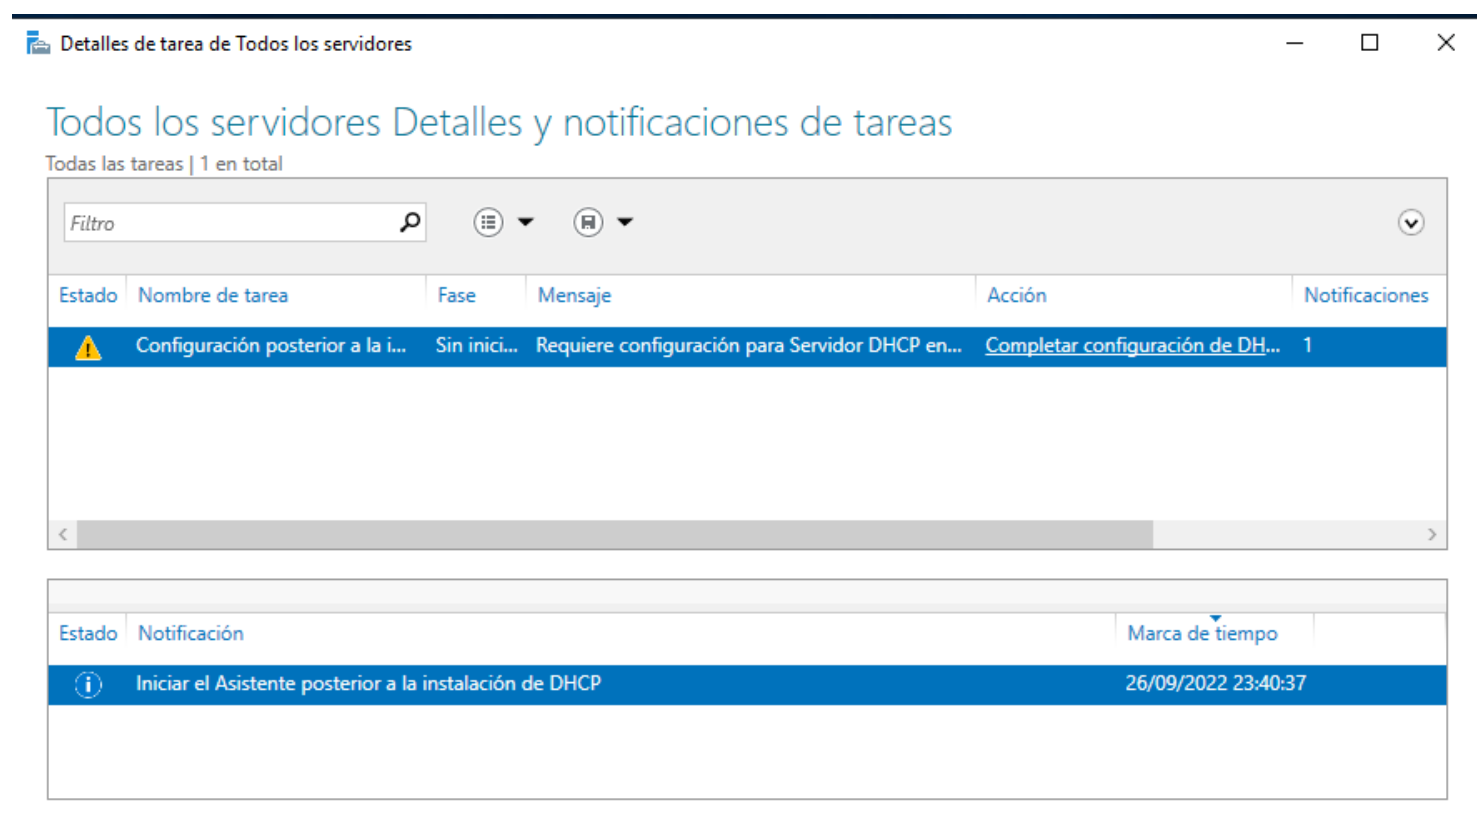 Detalles de tarea de Todos los servidores
Todos los servidores Detalles y notificaciones de tareas
Todas las tareas | 1 en total
Filtro
Estado Nombre de tarea Fase Mensaje Acción Notificaciones
Configuración posterior a la i... Sin inici... Requiere configuración para Servidor DHCP en... Completar configuración de DH... 1
Estado Notificación Marca de tiempo
Iniciar el Asistente posterior a la instalación de DHCP 26/09/2022 23:40:37